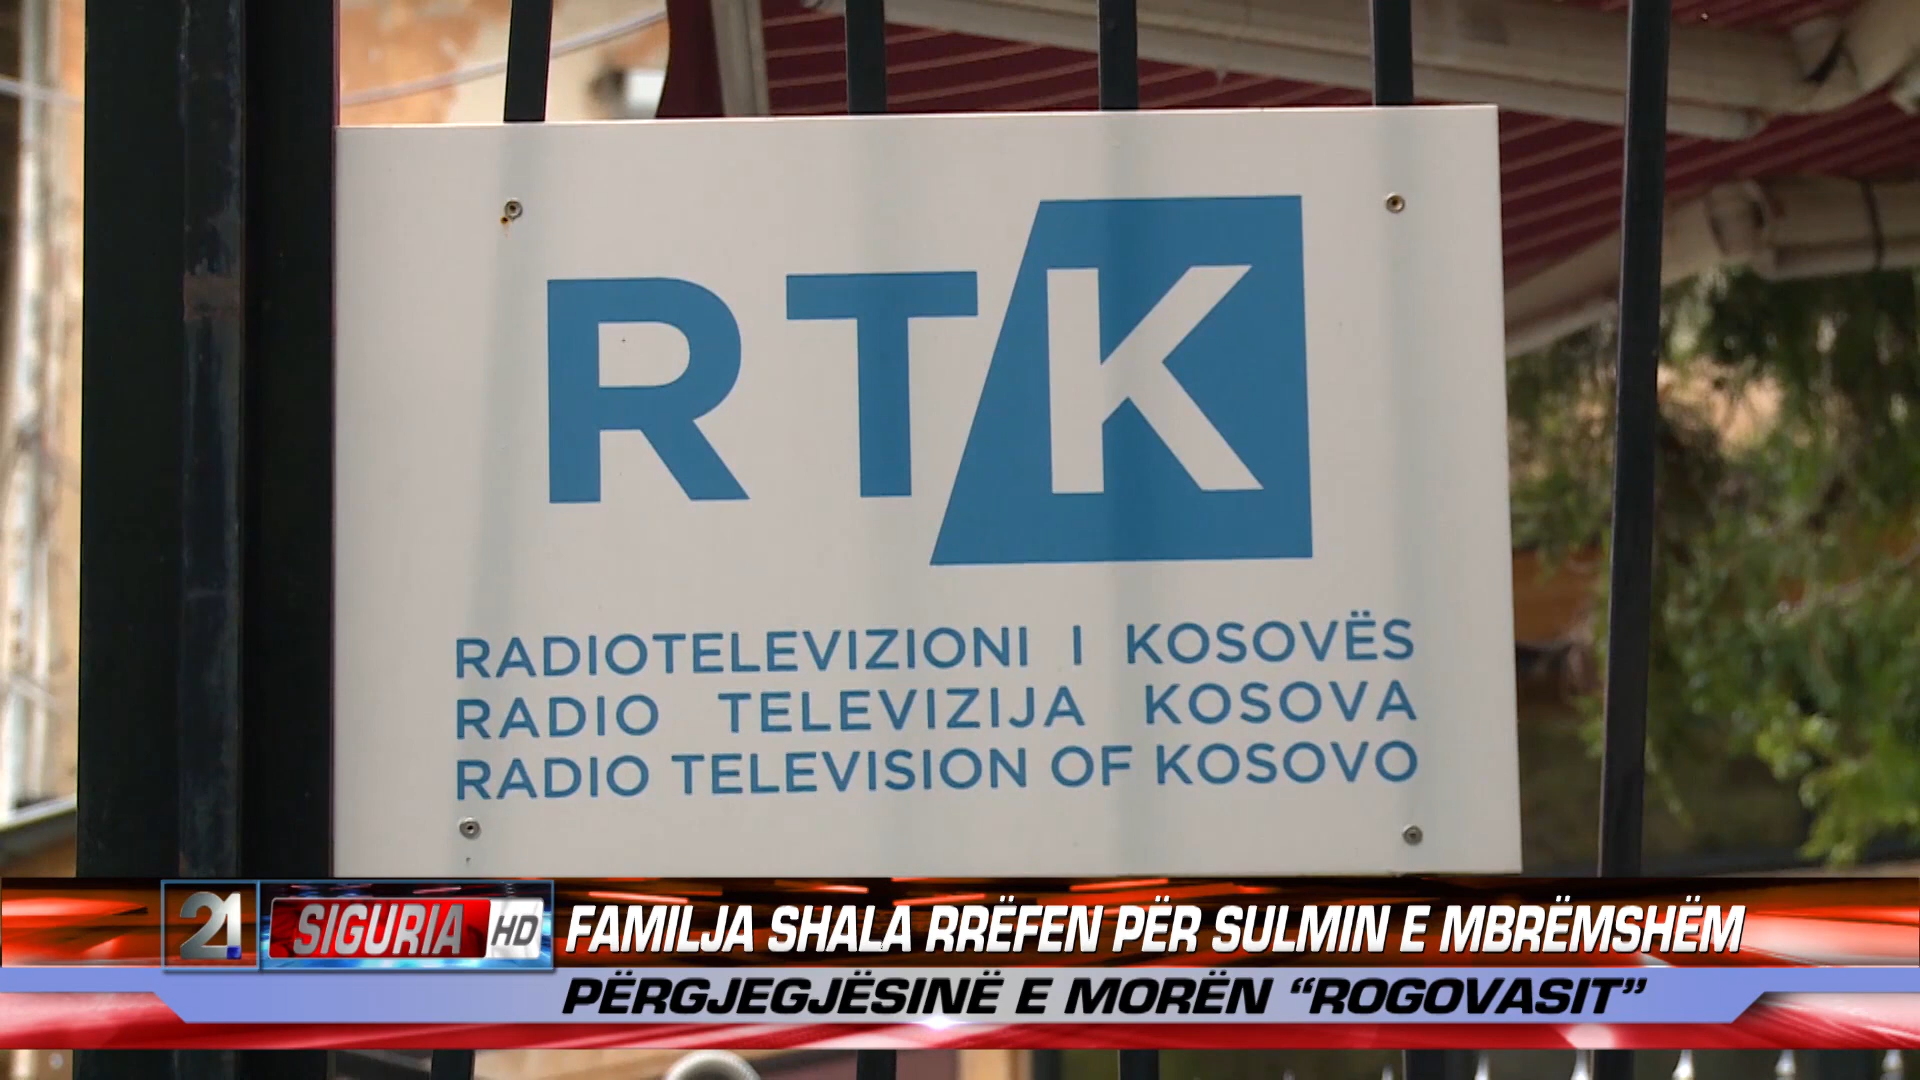 RTK
RADIOTELEVIZIONI I KOSOVËS
RADIO TELEVIZIJA KOSOVA
RADIO TELEVISION OF KOSOVO
21 SIGURIA HD FAMILJA SHALA RRËFEN PËR SULMIN E MBRËMSHËM
PËRGJEGJËSINË E MORËN “ROGOVASIT”